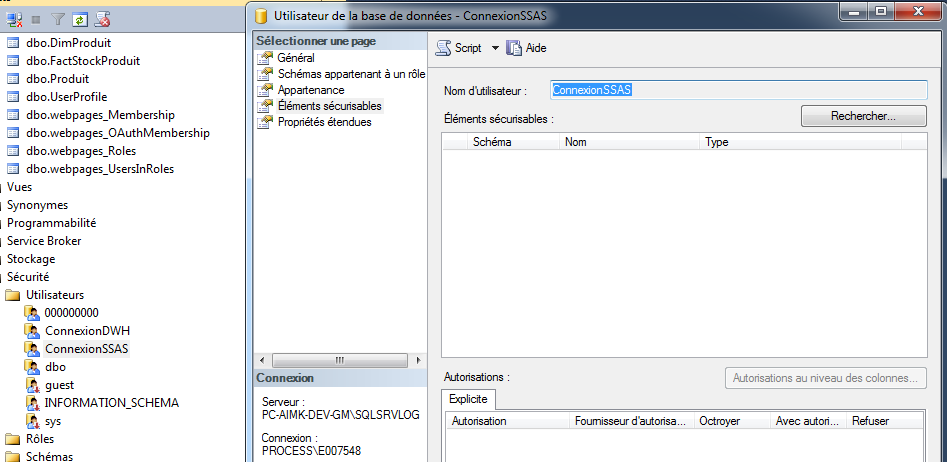 dbo.DimProduit
dbo.FactStockProduit
dbo.Produit
dbo.UserProfile
dbo.webpages_Membership
dbo.webpages_OAuthMembership
dbo.webpages_Roles
dbo.webpages_UsersInRoles
Vues
Synonymes
Programmabilité
Service Broker
Stockage
Sécurité
Utilisateurs
000000000
ConnexionDWH
ConnexionSSAS
dbo
guest
INFORMATION_SCHEMA
sys
Rôles
Schémas
Utilisateur de la base de données - ConnexionSSAS
Sélectionner une page
Général
Schémas appartenant à un rôle
Appartenance
Éléments sécurisables
Propriétés étendues
Connexion
Serveur :
PC-AIMK-DEV-GM\SQLSRVLOG
Connexion :
PROCESS\E007548
Script Aide
Nom d'utilisateur : ConnexionSSAS
Éléments sécurisables : Rechercher...
Schéma Nom Type
Autorisations : Autorisations au niveau des colonnes...
Explicite
Autorisation Fournisseur d'autorisa... Octroyer Avec autori... Refuser